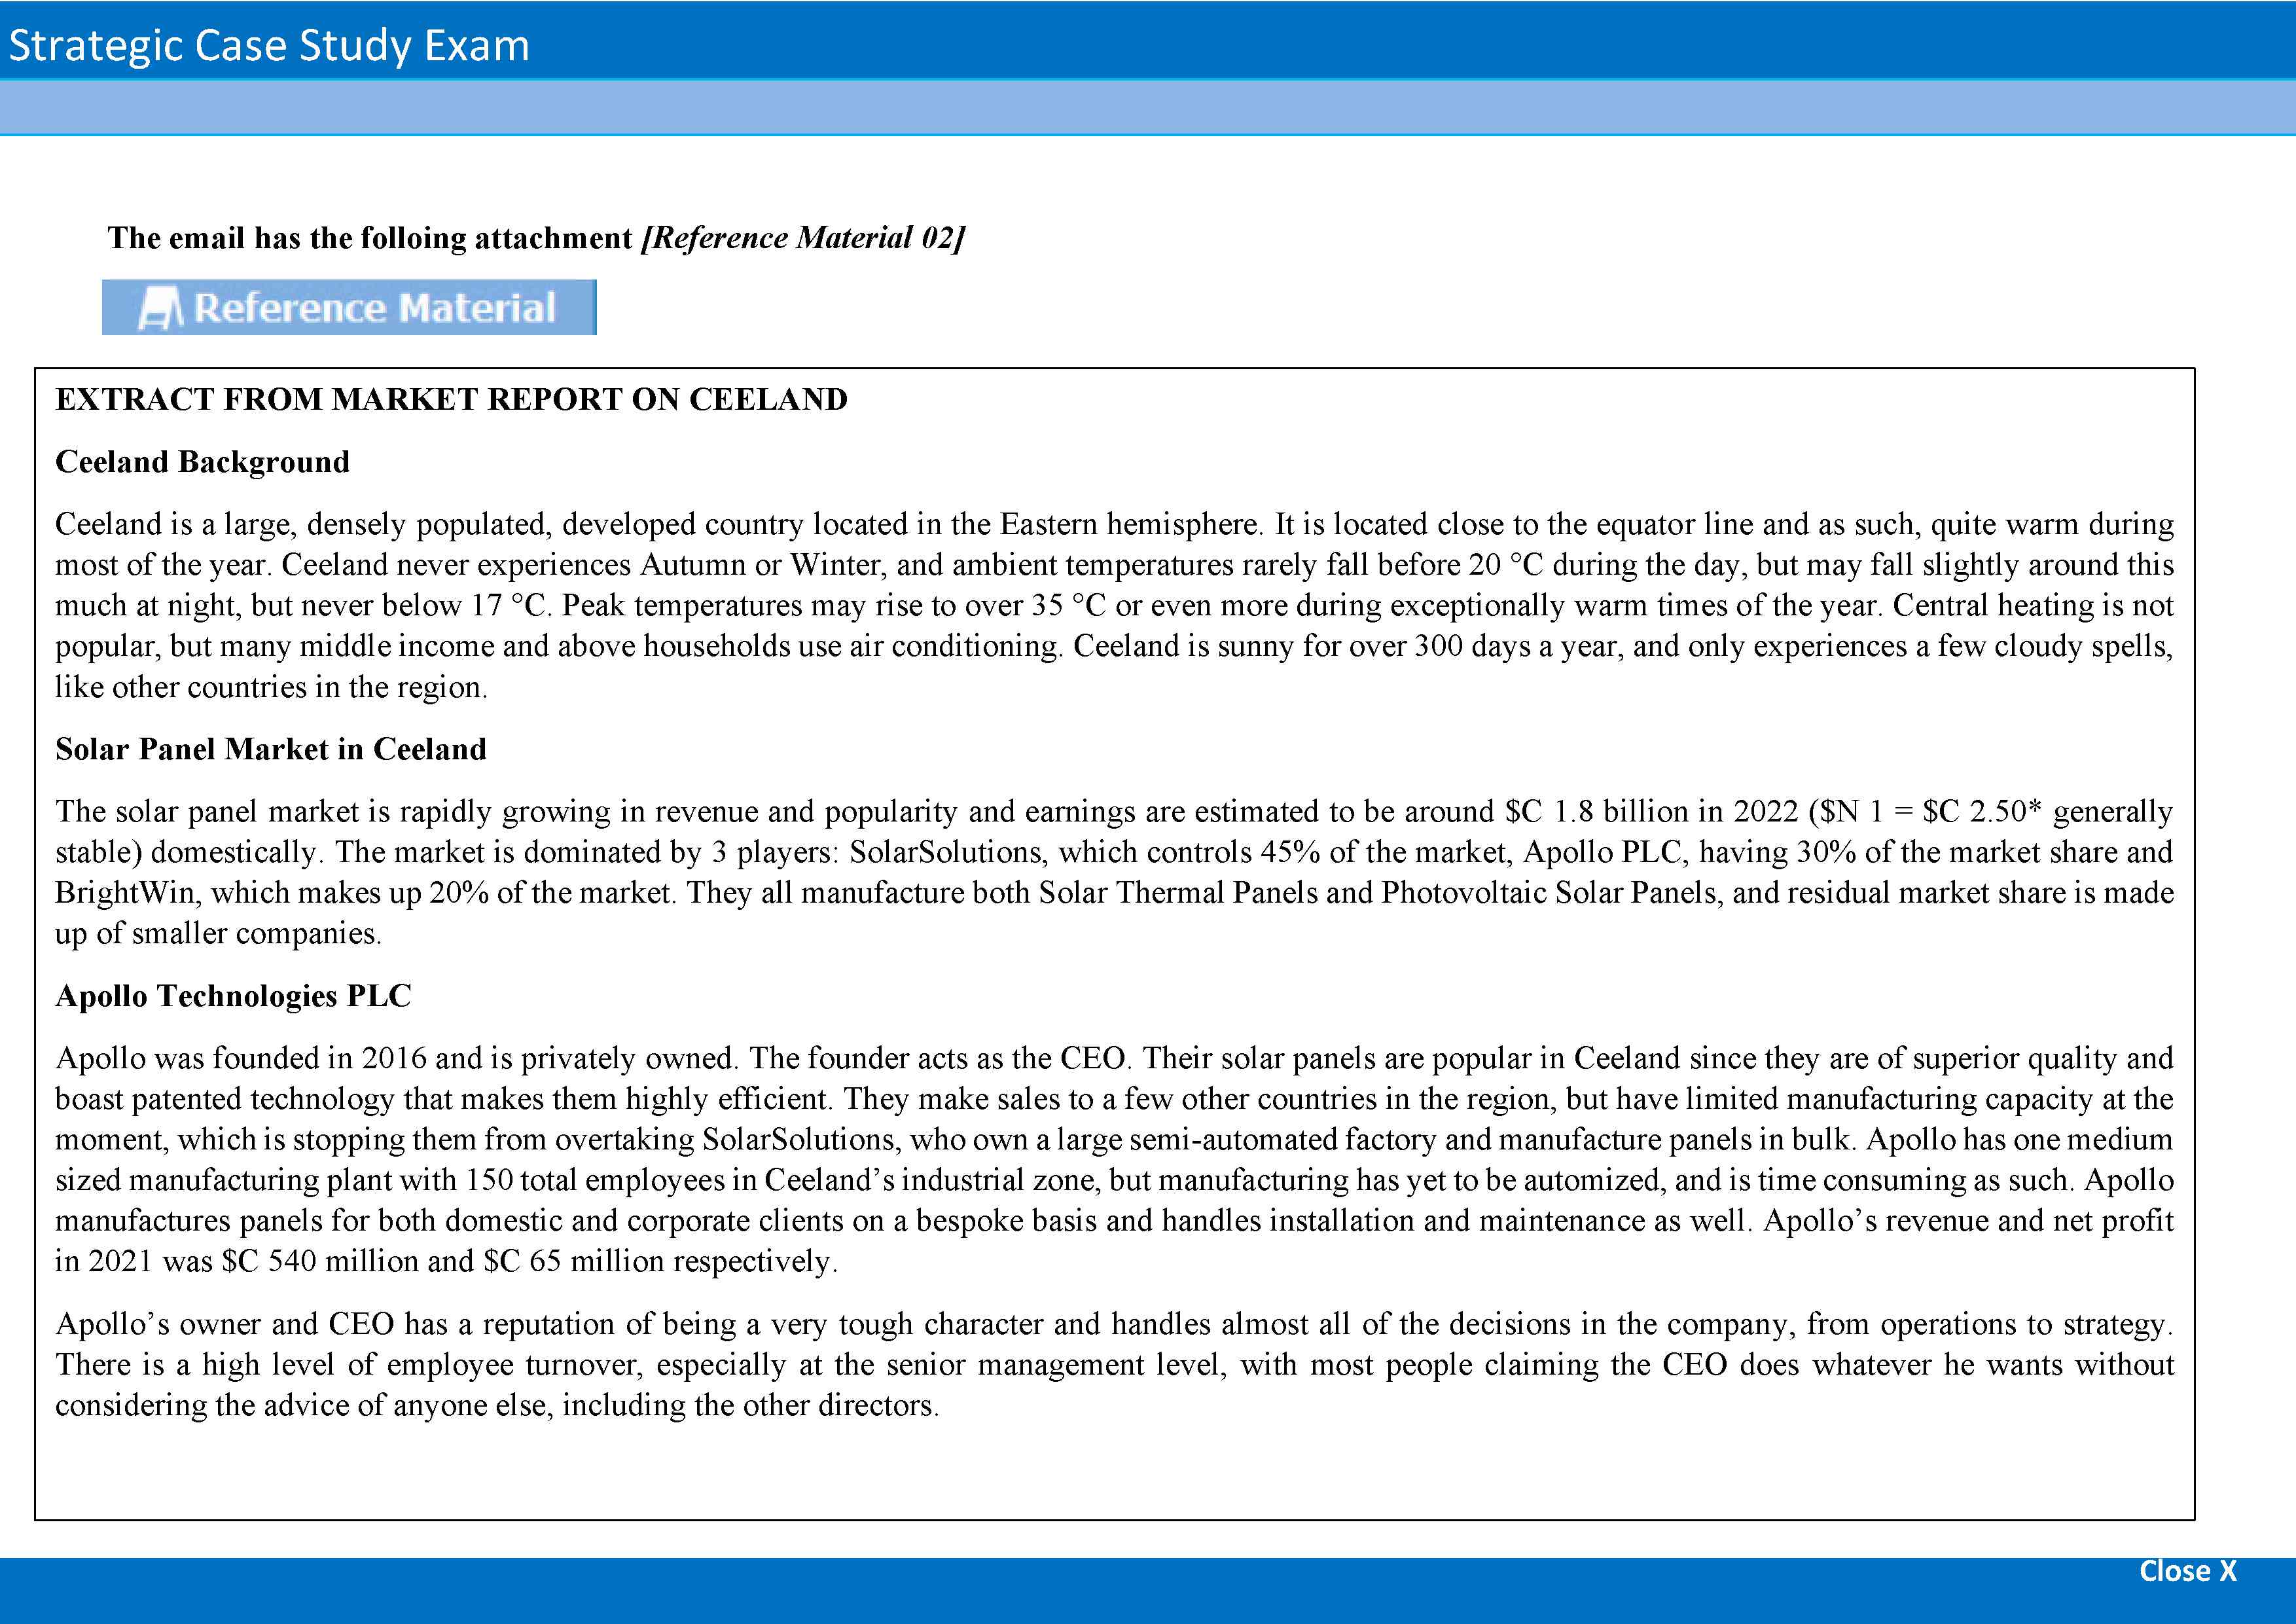 Strategic Case Study Exam
The email has the folloing attachment [Reference Material 02]
Reference Material
EXTRACT FROM MARKET REPORT ON CEELAND
Ceeland Background
Ceeland is a large, densely populated, developed country located in the Eastern hemisphere. It is located close to the equator line and as such, quite warm during
most of the year. Ceeland never experiences Autumn or Winter, and ambient temperatures rarely fall before 20 °C during the day, but may fall slightly around this
much at night, but never below 17 °C. Peak temperatures may rise to over 35 °C or even more during exceptionally warm times of the year. Central heating is not
popular, but many middle income and above households use air conditioning. Ceeland is sunny for over 300 days a year, and only experiences a few cloudy spells,
like other countries in the region.
Solar Panel Market in Ceeland
The solar panel market is rapidly growing in revenue and popularity and earnings are estimated to be around $C 1.8 billion in 2022 ($N 1 = $C 2.50* generally
stable) domestically. The market is dominated by 3 players: SolarSolutions, which controls 45% of the market, Apollo PLC, having 30% of the market share and
BrightWin, which makes up 20% of the market. They all manufacture both Solar Thermal Panels and Photovoltaic Solar Panels, and residual market share is made
up of smaller companies.
Apollo Technologies PLC
Apollo was founded in 2016 and is privately owned. The founder acts as the CEO. Their solar panels are popular in Ceeland since they are of superior quality and
boast patented technology that makes them highly efficient. They make sales to a few other countries in the region, but have limited manufacturing capacity at the
moment, which is stopping them from overtaking SolarSolutions, who own a large semi-automated factory and manufacture panels in bulk. Apollo has one medium
sized manufacturing plant with 150 total employees in Ceeland’s industrial zone, but manufacturing has yet to be automized, and is time consuming as such. Apollo
manufactures panels for both domestic and corporate clients on a bespoke basis and handles installation and maintenance as well. Apollo’s revenue and net profit
in 2021 was $C 540 million and $C 65 million respectively.
Apollo’s owner and CEO has a reputation of being a very tough character and handles almost all of the decisions in the company, from operations to strategy.
There is a high level of employee turnover, especially at the senior management level, with most people claiming the CEO does whatever he wants without
considering the advice of anyone else, including the other directors.
Close X